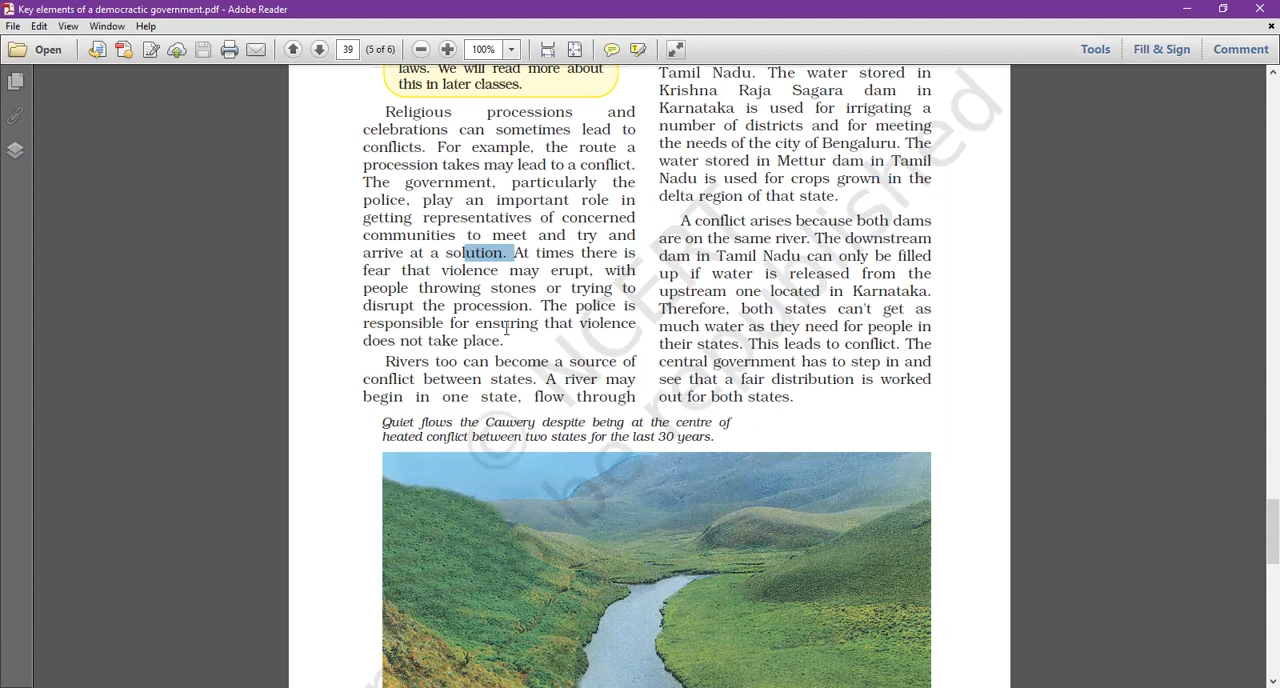 Key elements of a democractic government.pdf - Adobe Reader
File Edit View Window Help
Open
39
(5 of 6)
100%
Tools
Fill & Sign
Comment
laws. We will read more about
this in later classes.
Religious processions and
celebrations can sometimes lead to
conflicts. For example, the route a
procession takes may lead to a conflict.
The government, particularly the
police, play an important role in
getting representatives of concerned
communities to meet and try and
arrive at a solution. At times there is
fear that violence may erupt, with
people throwing stones or trying to
disrupt the procession. The police is
responsible for ensuring that violence
does not take place.
Rivers too can become a source of
conflict between states. A river may
begin in one state, flow through
Tamil Nadu. The water stored in
Krishna Raja Sagara dam in
Karnataka is used for irrigating a
number of districts and for meeting
the needs of the city of Bengaluru. The
water stored in Mettur dam in Tamil
Nadu is used for crops grown in the
delta region of that state.
A conflict arises because both dams
are on the same river. The downstream
dam in Tamil Nadu can only be filled
up if water is released from the
upstream one located in Karnataka.
Therefore, both states can't get as
much water as they need for people in
their states. This leads to conflict. The
central government has to step in and
see that a fair distribution is worked
out for both states.
Quiet flows the Cauvery despite being at the centre of
heated conflict between two states for the last 30 years.
© NCERT
be republished